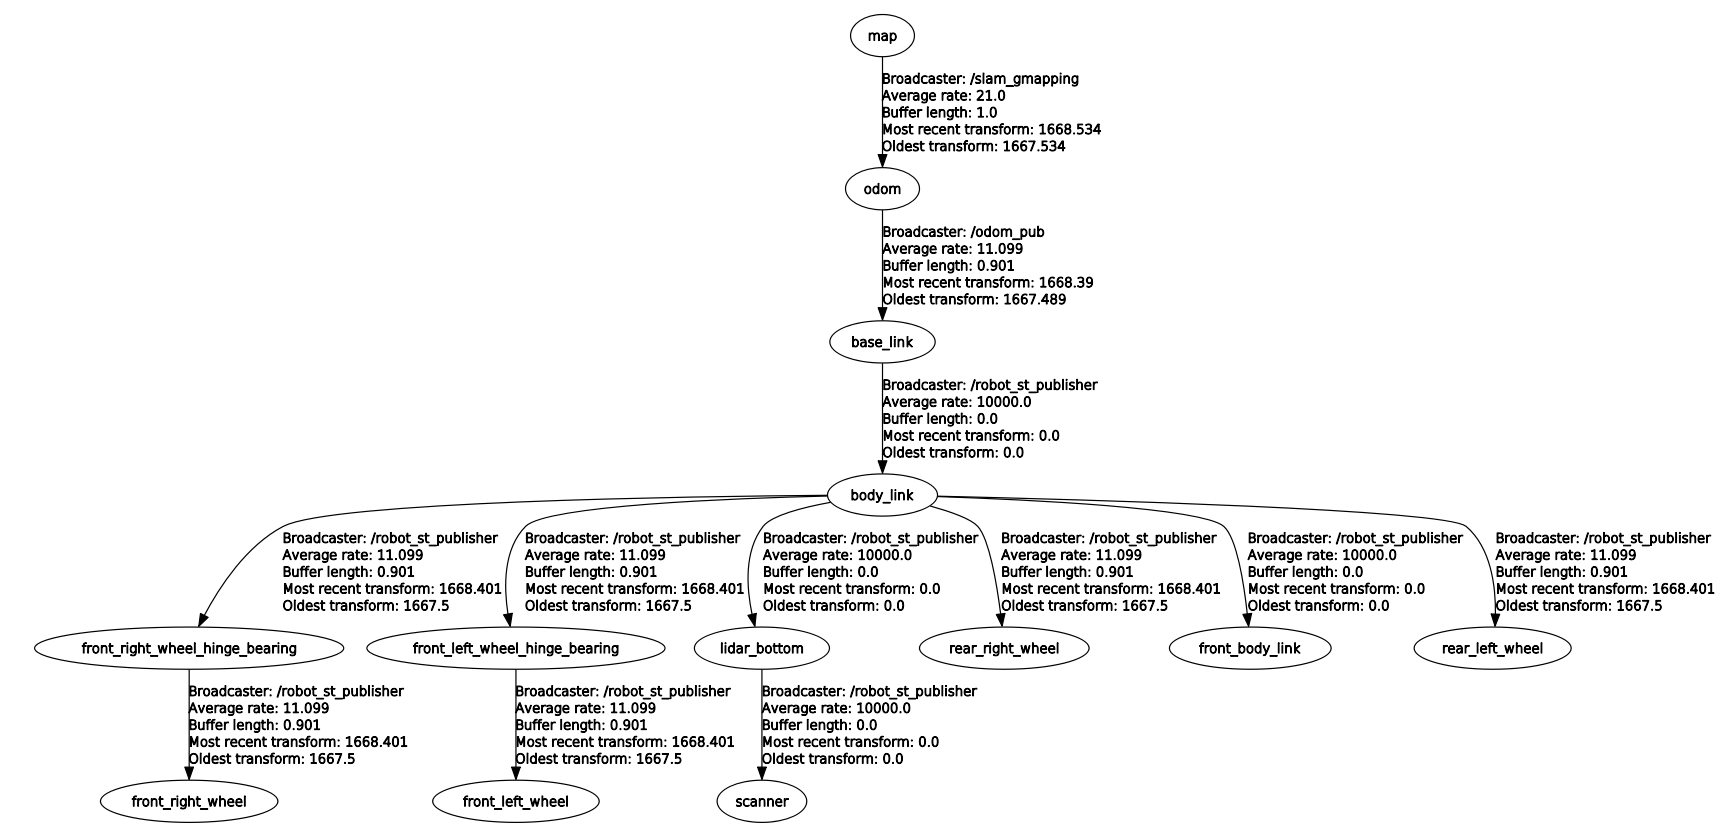 map
Broadcaster: /slam_gmapping
Average rate: 21.0
Buffer length: 1.0
Most recent transform: 1668.534
Oldest transform: 1667.534
odom
Broadcaster: /odom_pub
Average rate: 11.099
Buffer length: 0.901
Most recent transform: 1668.39
Oldest transform: 1667.489
base_link
Broadcaster: /robot_st_publisher
Average rate: 10000.0
Buffer length: 0.0
Most recent transform: 0.0
Oldest transform: 0.0
body_link
Broadcaster: /robot_st_publisher
Average rate: 11.099
Buffer length: 0.901
Most recent transform: 1668.401
Oldest transform: 1667.5
Broadcaster: /robot_st_publisher
Average rate: 11.099
Buffer length: 0.901
Most recent transform: 1668.401
Oldest transform: 1667.5
Broadcaster: /robot_st_publisher
Average rate: 10000.0
Buffer length: 0.0
Most recent transform: 0.0
Oldest transform: 0.0
Broadcaster: /robot_st_publisher
Average rate: 11.099
Buffer length: 0.901
Most recent transform: 1668.401
Oldest transform: 1667.5
Broadcaster: /robot_st_publisher
Average rate: 10000.0
Buffer length: 0.0
Most recent transform: 0.0
Oldest transform: 0.0
Broadcaster: /robot_st_publisher
Average rate: 11.099
Buffer length: 0.901
Most recent transform: 1668.401
Oldest transform: 1667.5
front_right_wheel_hinge_bearing
front_left_wheel_hinge_bearing
lidar_bottom
rear_right_wheel
front_body_link
rear_left_wheel
Broadcaster: /robot_st_publisher
Average rate: 11.099
Buffer length: 0.901
Most recent transform: 1668.401
Oldest transform: 1667.5
Broadcaster: /robot_st_publisher
Average rate: 11.099
Buffer length: 0.901
Most recent transform: 1668.401
Oldest transform: 1667.5
Broadcaster: /robot_st_publisher
Average rate: 10000.0
Buffer length: 0.0
Most recent transform: 0.0
Oldest transform: 0.0
front_right_wheel
front_left_wheel
scanner